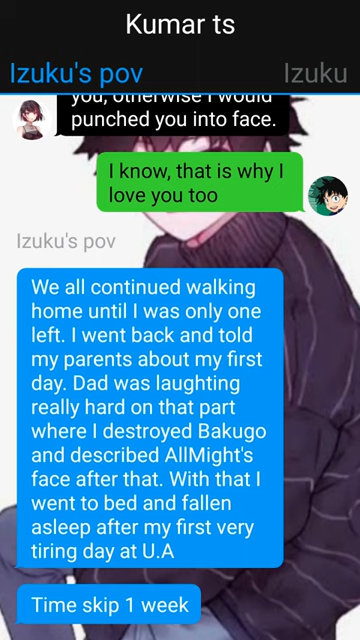 Kumar ts
Izuku's pov
Izuku
you, otherwise I would
punched you into face.
I know, that is why I
love you too
Izuku's pov
We all continued walking
home until I was only one
left. I went back and told
my parents about my first
day. Dad was laughting
really hard on that part
where I destroyed Bakugo
and described AllMight's
face after that. With that I
went to bed and fallen
asleep after my first very
tiring day at U.A
Time skip 1 week